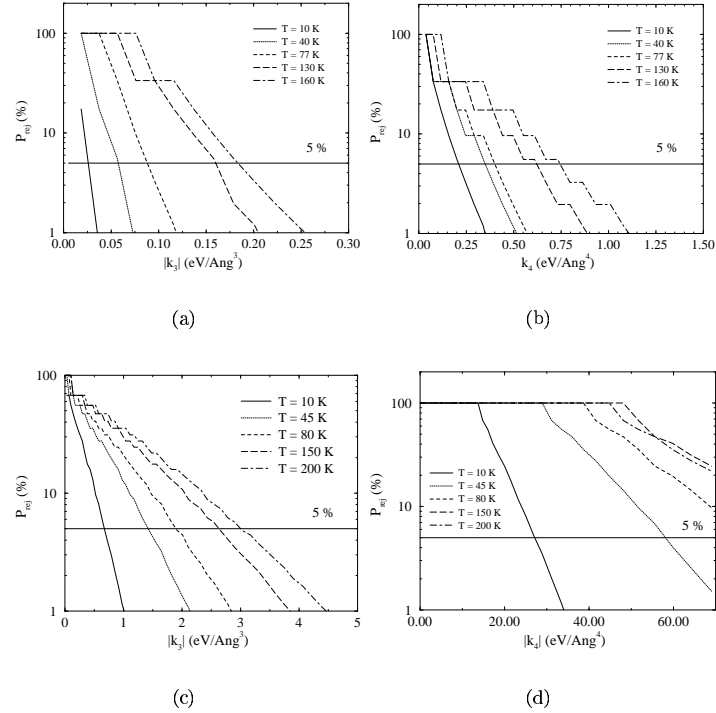 100
10
1
P_rej (%)
T = 10 K
T = 40 K
T = 77 K
T = 130 K
T = 160 K
5 %
0.00 0.05 0.10 0.15 0.20 0.25 0.30
|k_3| (eV/Ang^3)
(a)
100
10
1
P_rej (%)
T = 10 K
T = 40 K
T = 77 K
T = 130 K
T = 160 K
5 %
0.00 0.25 0.50 0.75 1.00 1.25 1.50
k_4 (eV/Ang^4)
(b)
100
10
1
P_rej (%)
T = 10 K
T = 45 K
T = 80 K
T = 150 K
T = 200 K
5 %
0 1 2 3 4 5
|k_3| (eV/Ang^3)
(c)
100
10
1
P_rej (%)
T = 10 K
T = 45 K
T = 80 K
T = 150 K
T = 200 K
5 %
0.00 20.00 40.00 60.00
|k_4| (eV/Ang^4)
(d)